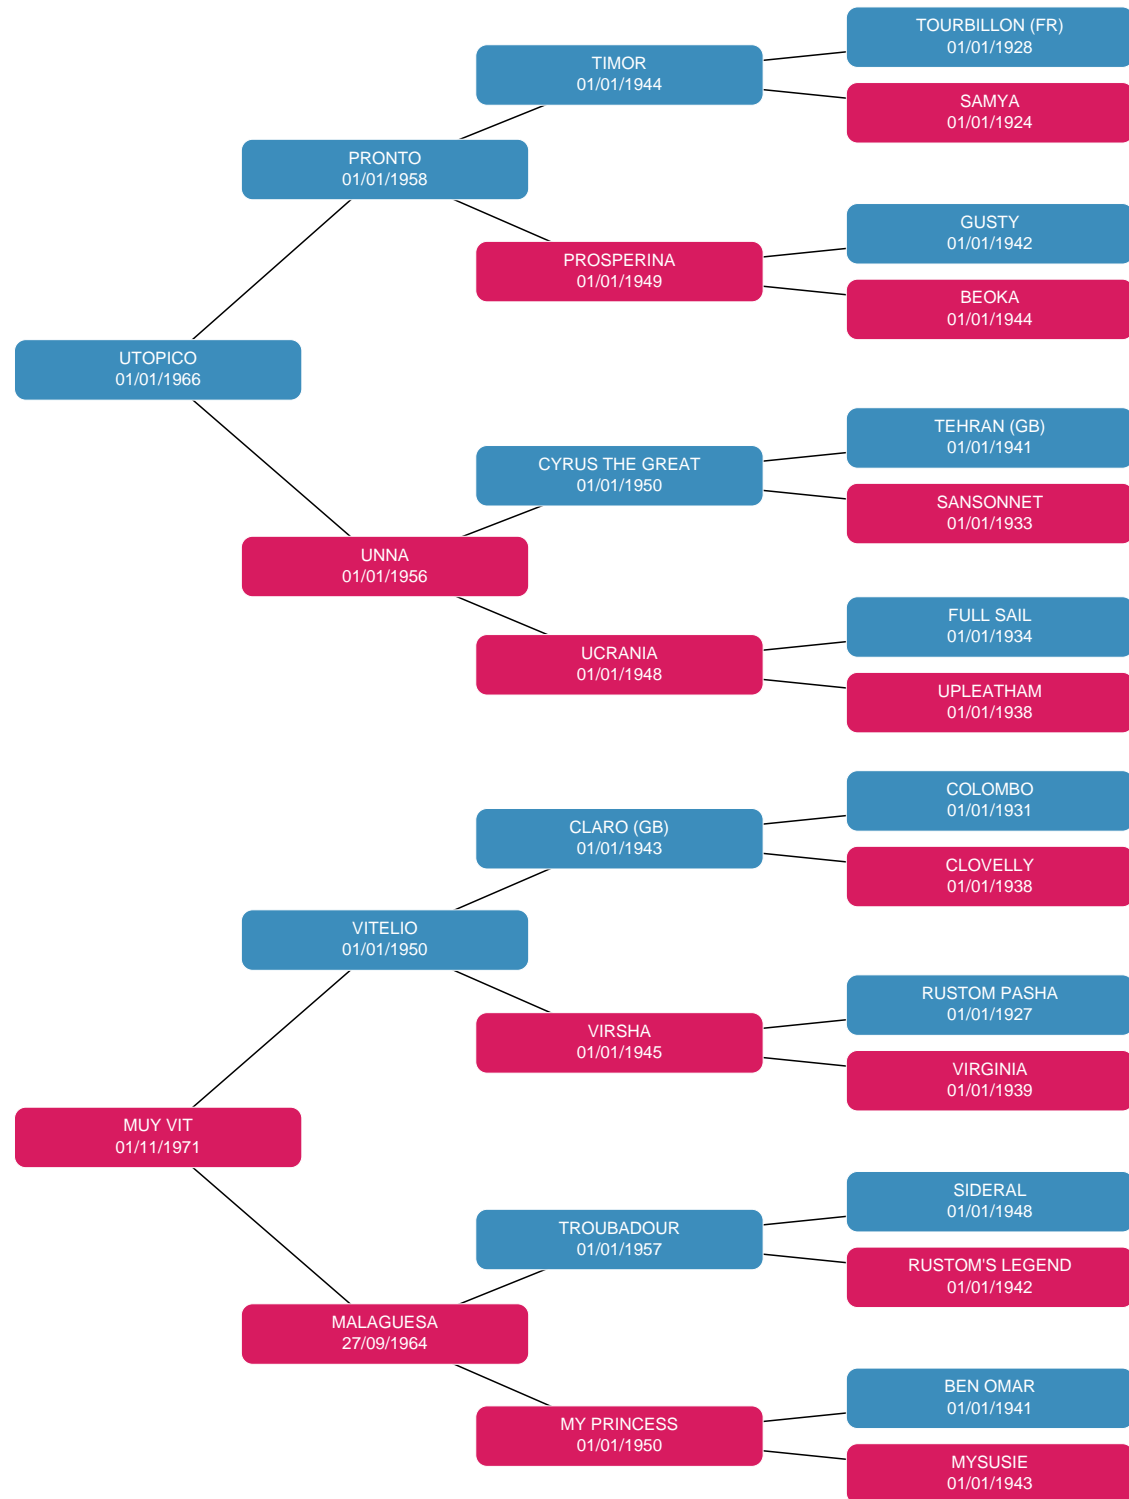 TOURBILLON (FR)
01/01/1928
TIMOR
01/01/1944
SAMYA
01/01/1924
PRONTO
01/01/1958
GUSTY
01/01/1942
PROSPERINA
01/01/1949
BEOKA
01/01/1944
UTOPICO
01/01/1966
TEHRAN (GB)
01/01/1941
CYRUS THE GREAT
01/01/1950
SANSONNET
01/01/1933
UNNA
01/01/1956
FULL SAIL
01/01/1934
UCRANIA
01/01/1948
UPLEATHAM
01/01/1938
COLOMBO
01/01/1931
CLARO (GB)
01/01/1943
CLOVELLY
01/01/1938
VITELIO
01/01/1950
RUSTOM PASHA
01/01/1927
VIRSHA
01/01/1945
VIRGINIA
01/01/1939
MUY VIT
01/11/1971
SIDERAL
01/01/1948
TROUBADOUR
01/01/1957
RUSTOM'S LEGEND
01/01/1942
MALAGUESA
27/09/1964
BEN OMAR
01/01/1941
MY PRINCESS
01/01/1950
MYSUSIE
01/01/1943